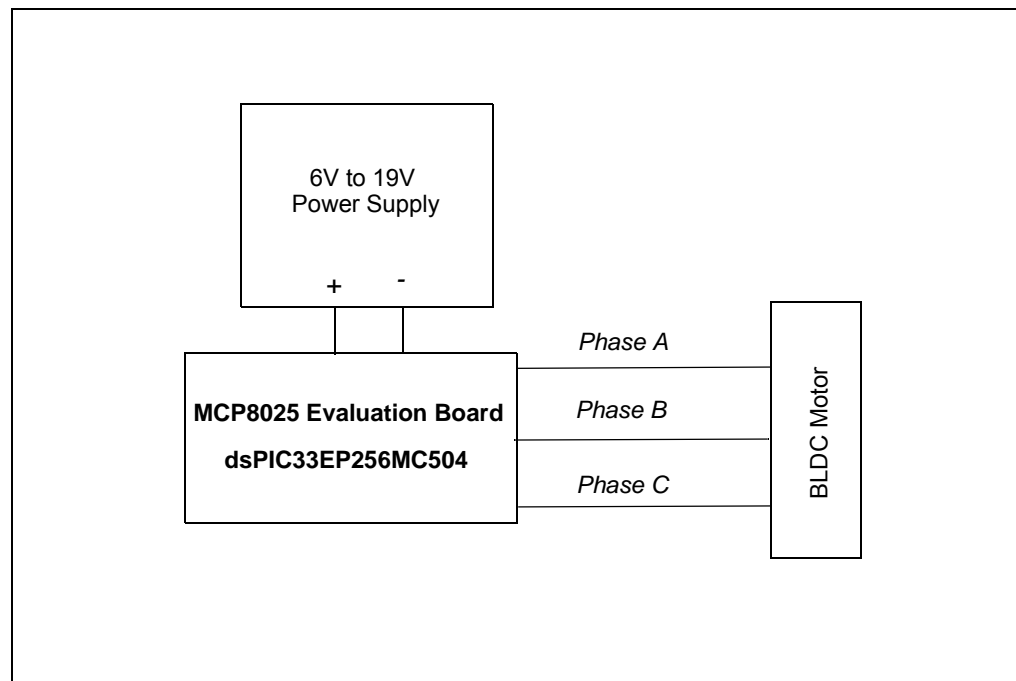 6V to 19V
Power Supply
+ -
MCP8025 Evaluation Board
dsPIC33EP256MC504
Phase A
Phase B
Phase C
BLDC Motor